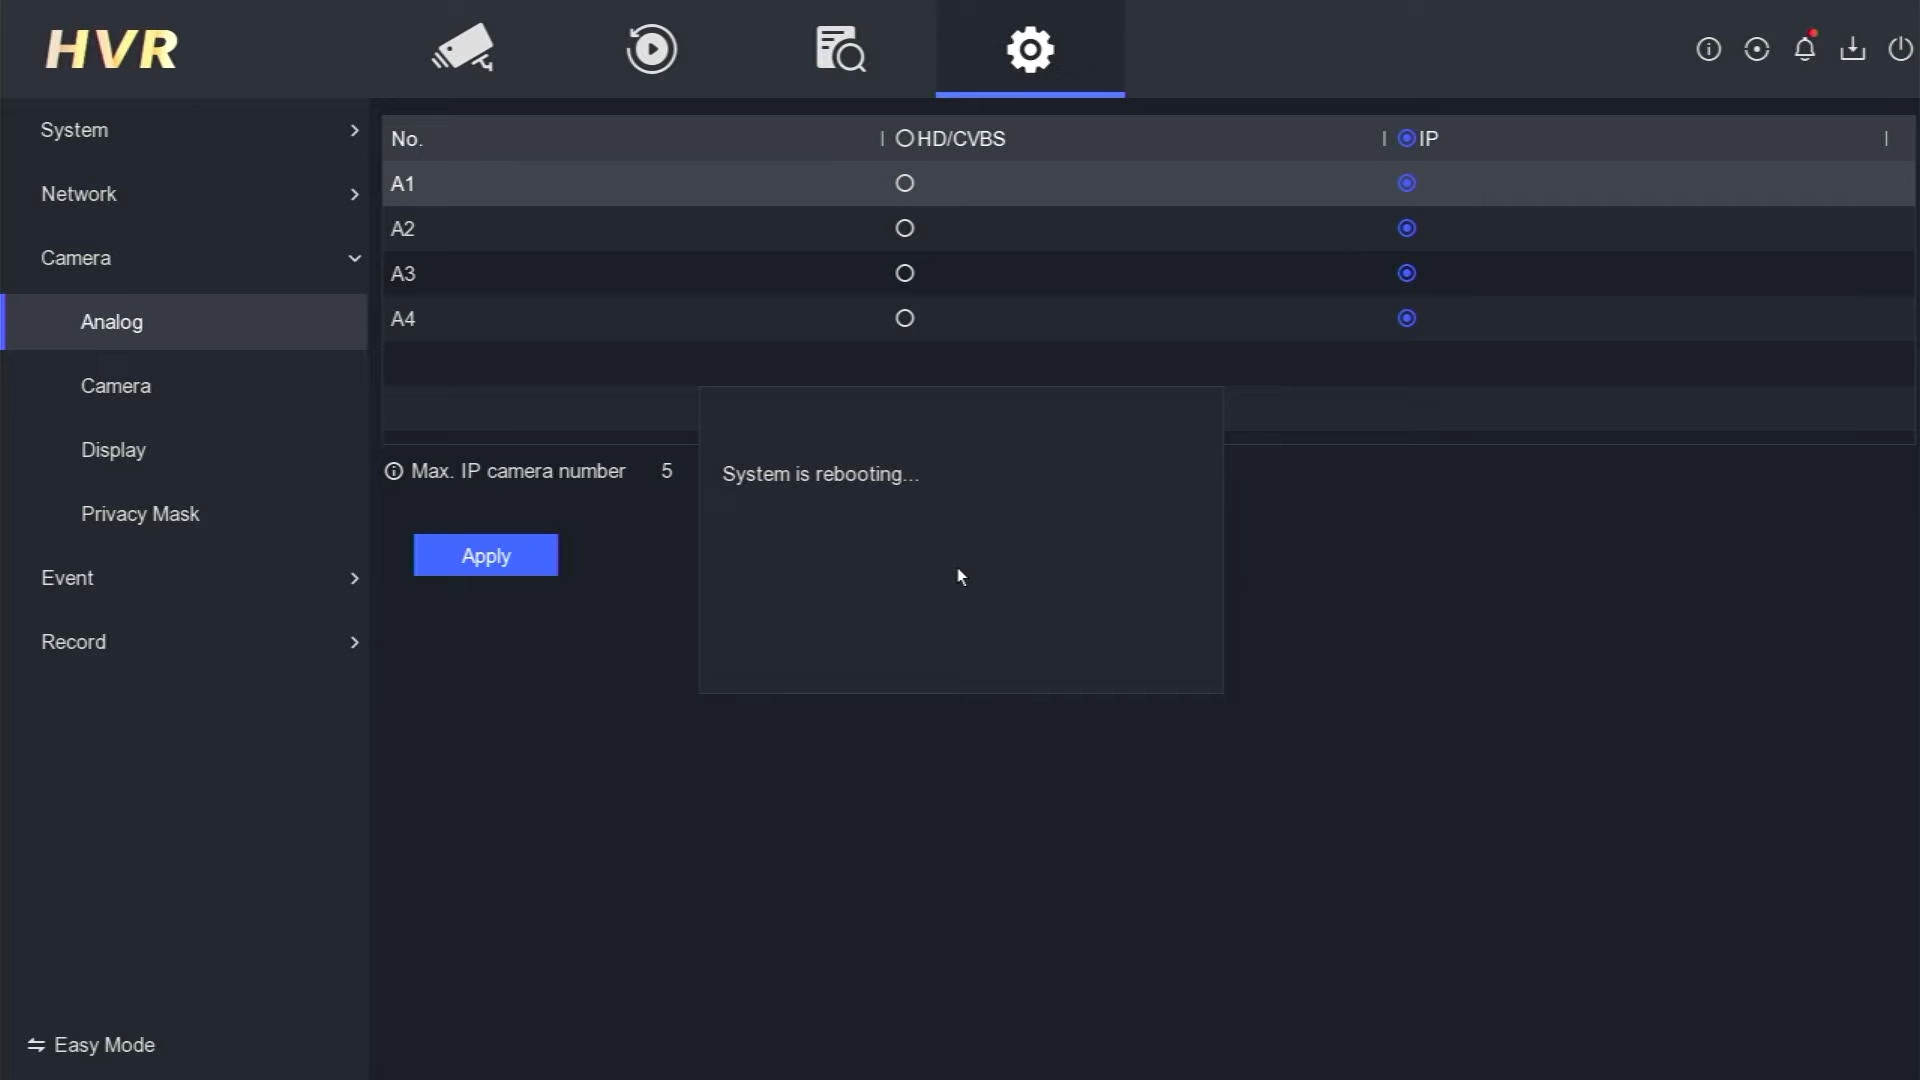 HVR
System
Network
Camera
Analog
Camera
Display
Privacy Mask
Event
Record
Easy Mode
No. HD/CVBS IP
A1
A2
A3
A4
Max. IP camera number 5
Apply
System is rebooting...